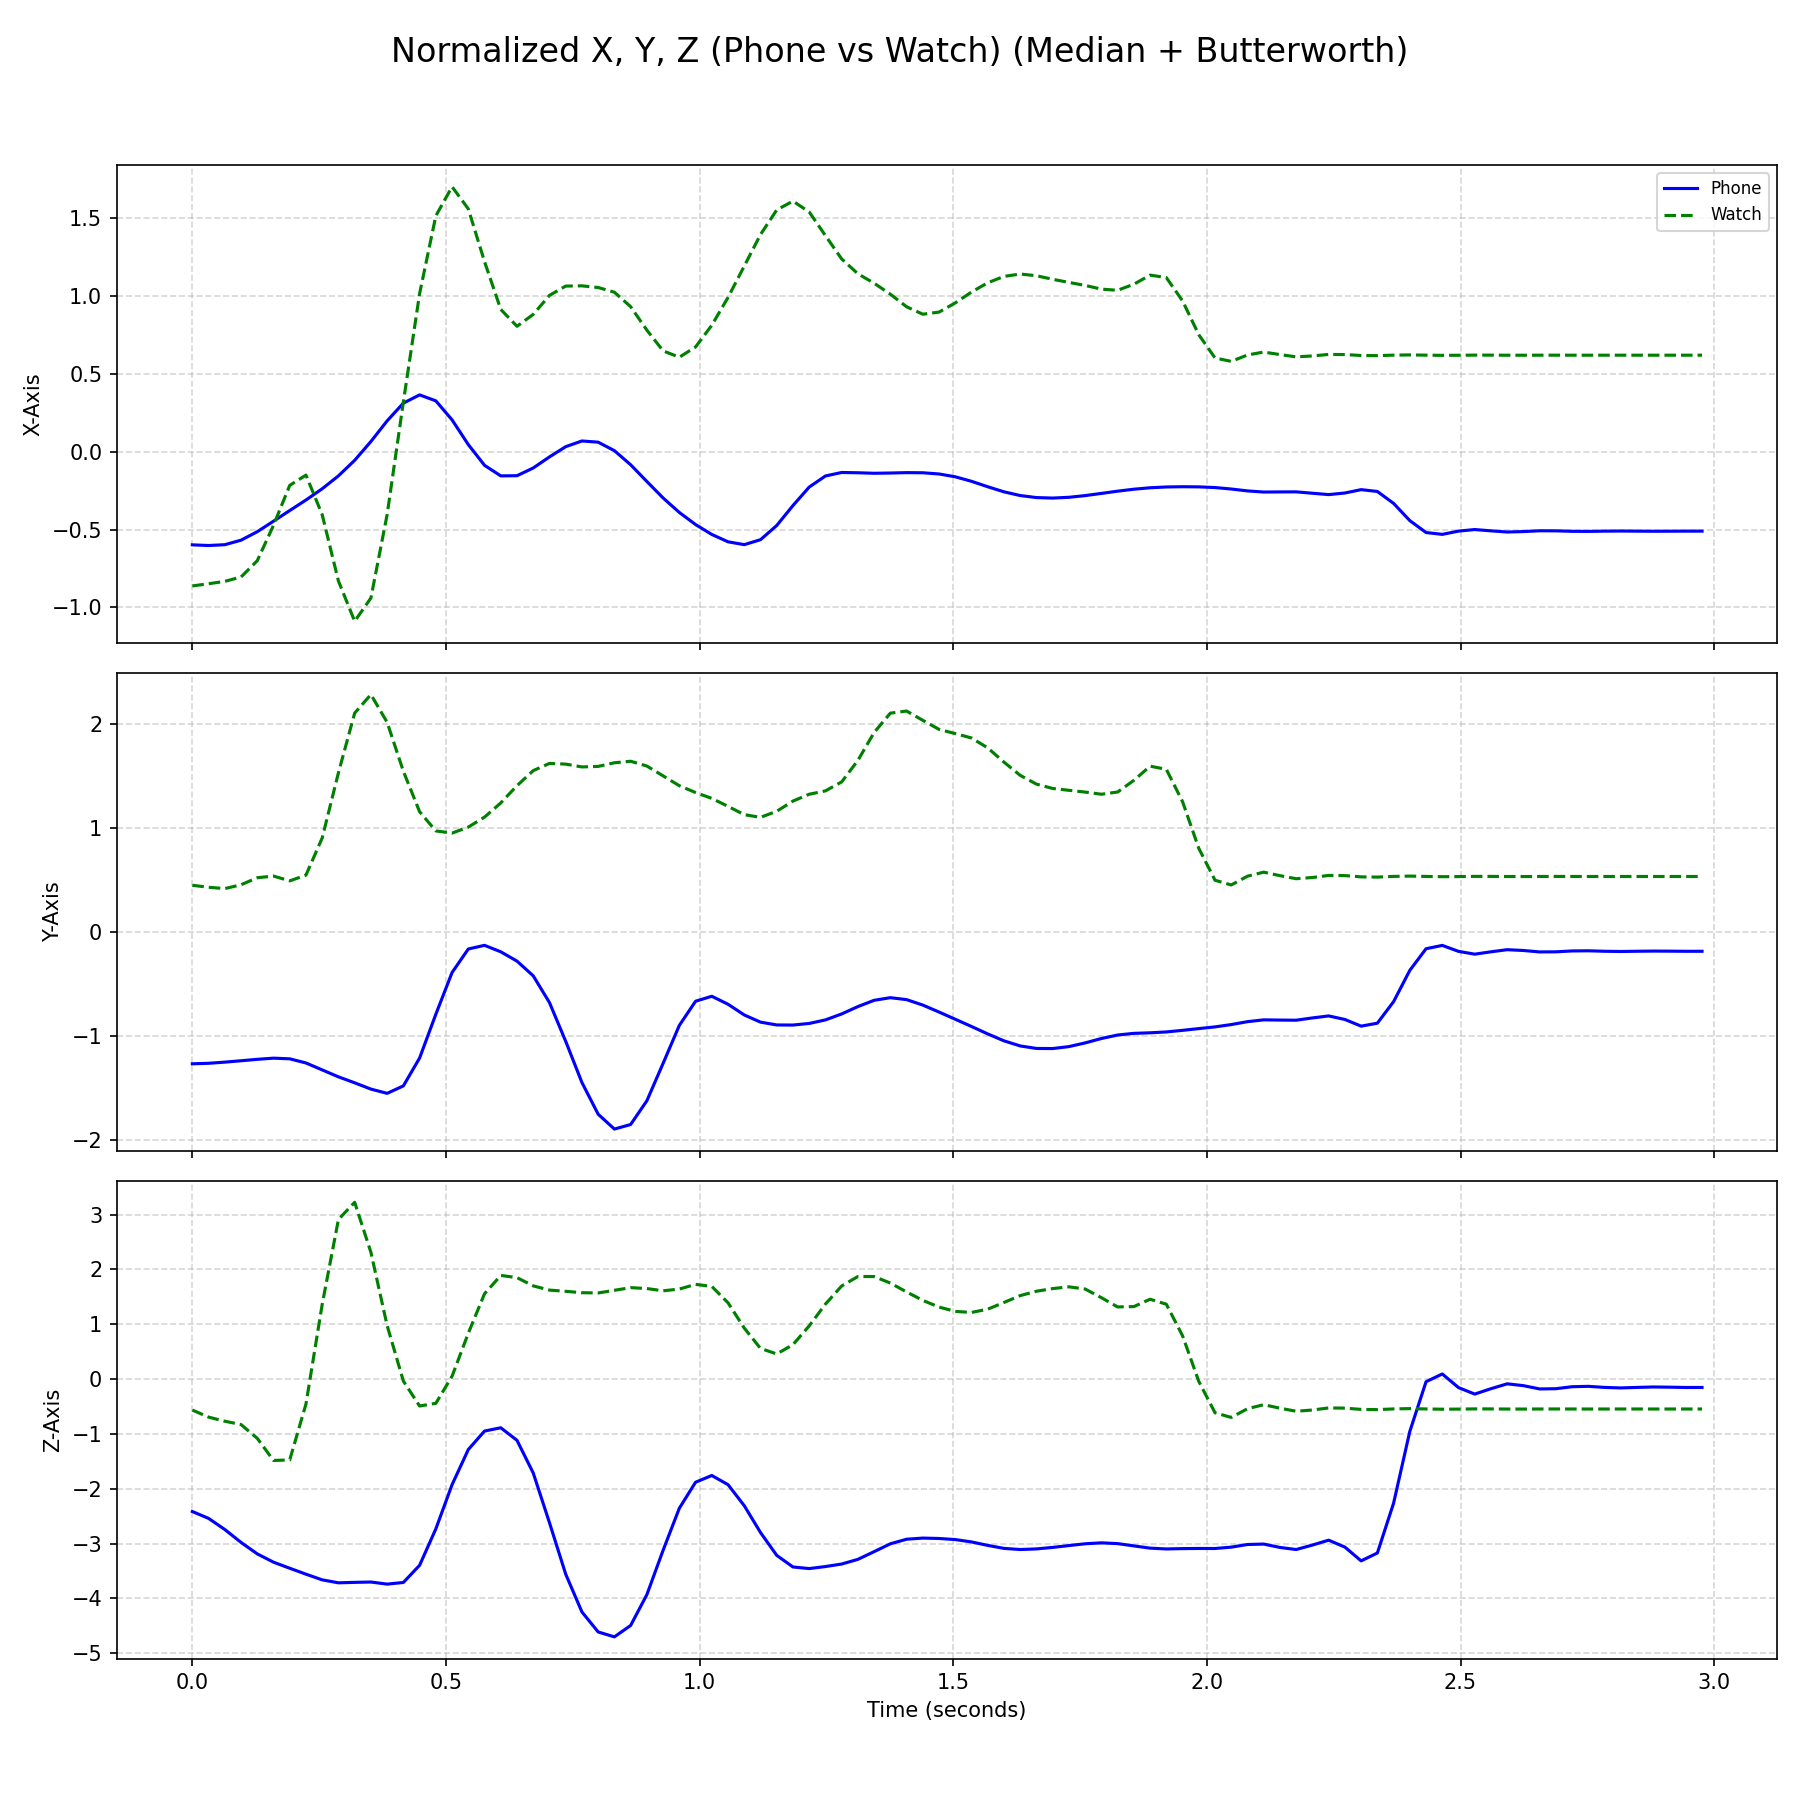 Normalized X, Y, Z (Phone vs Watch) (Median + Butterworth)
Phone
Watch
X-Axis
1.5
1.0
0.5
0.0
−0.5
−1.0
Y-Axis
2
1
0
−1
−2
Z-Axis
3
2
1
0
−1
−2
−3
−4
−5
0.0 0.5 1.0 1.5 2.0 2.5 3.0
Time (seconds)